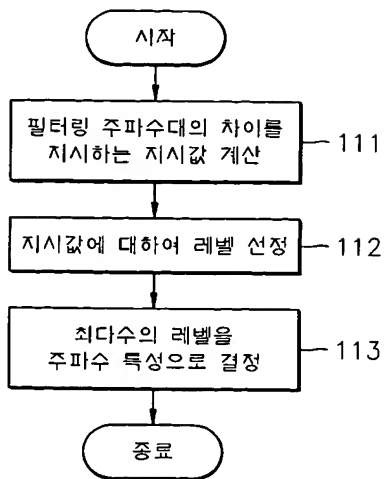 시작
필터링 주파수대의 차이를
지시하는 지시값 계산
111
지시값에 대하여 레벨 선정
112
최다수의 레벨을
주파수 특성으로 결정
113
종료